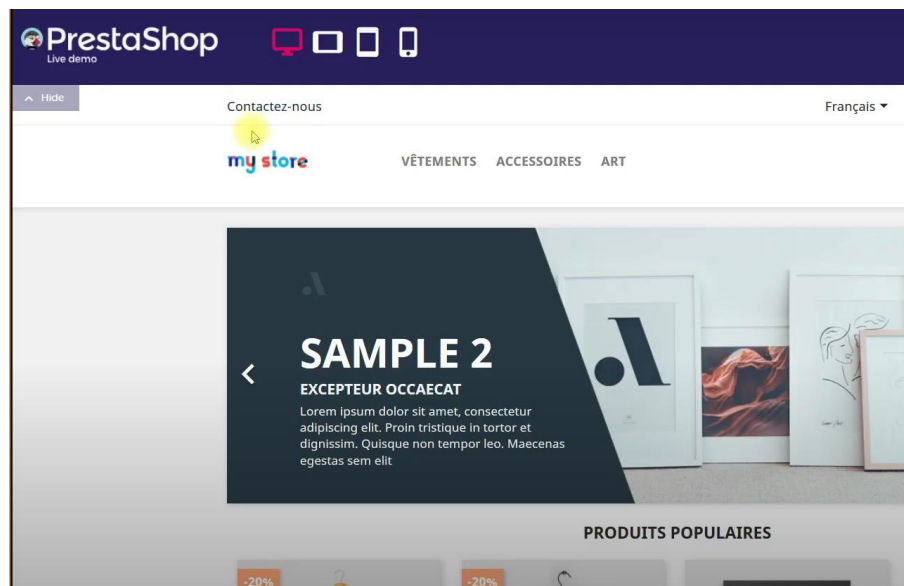 PrestaShop
Live demo
Hide
Contactez-nous
Français
my store
VÊTEMENTS ACCESSOIRES ART
SAMPLE 2
EXCEPTEUR OCCAECAT
Lorem ipsum dolor sit amet, consectetur
adipiscing elit. Proin tristique in tortor et
dignissim. Quisque non tempor leo. Maecenas
egestas sem elit
PRODUITS POPULAIRES
-20%
-20%